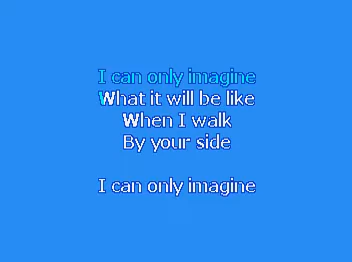 I can only imagine
What it will be like
When I walk
By your side
I can only imagine